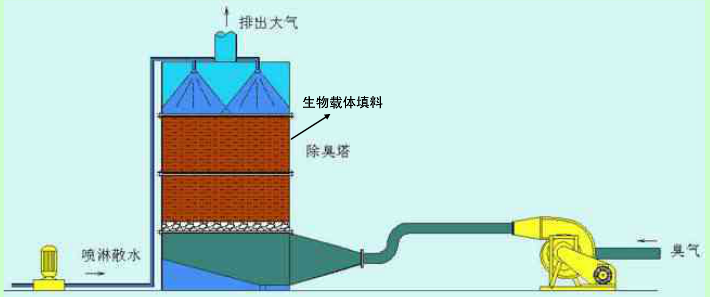 排出大气
生物载体填料
除臭塔
喷淋散水
臭气